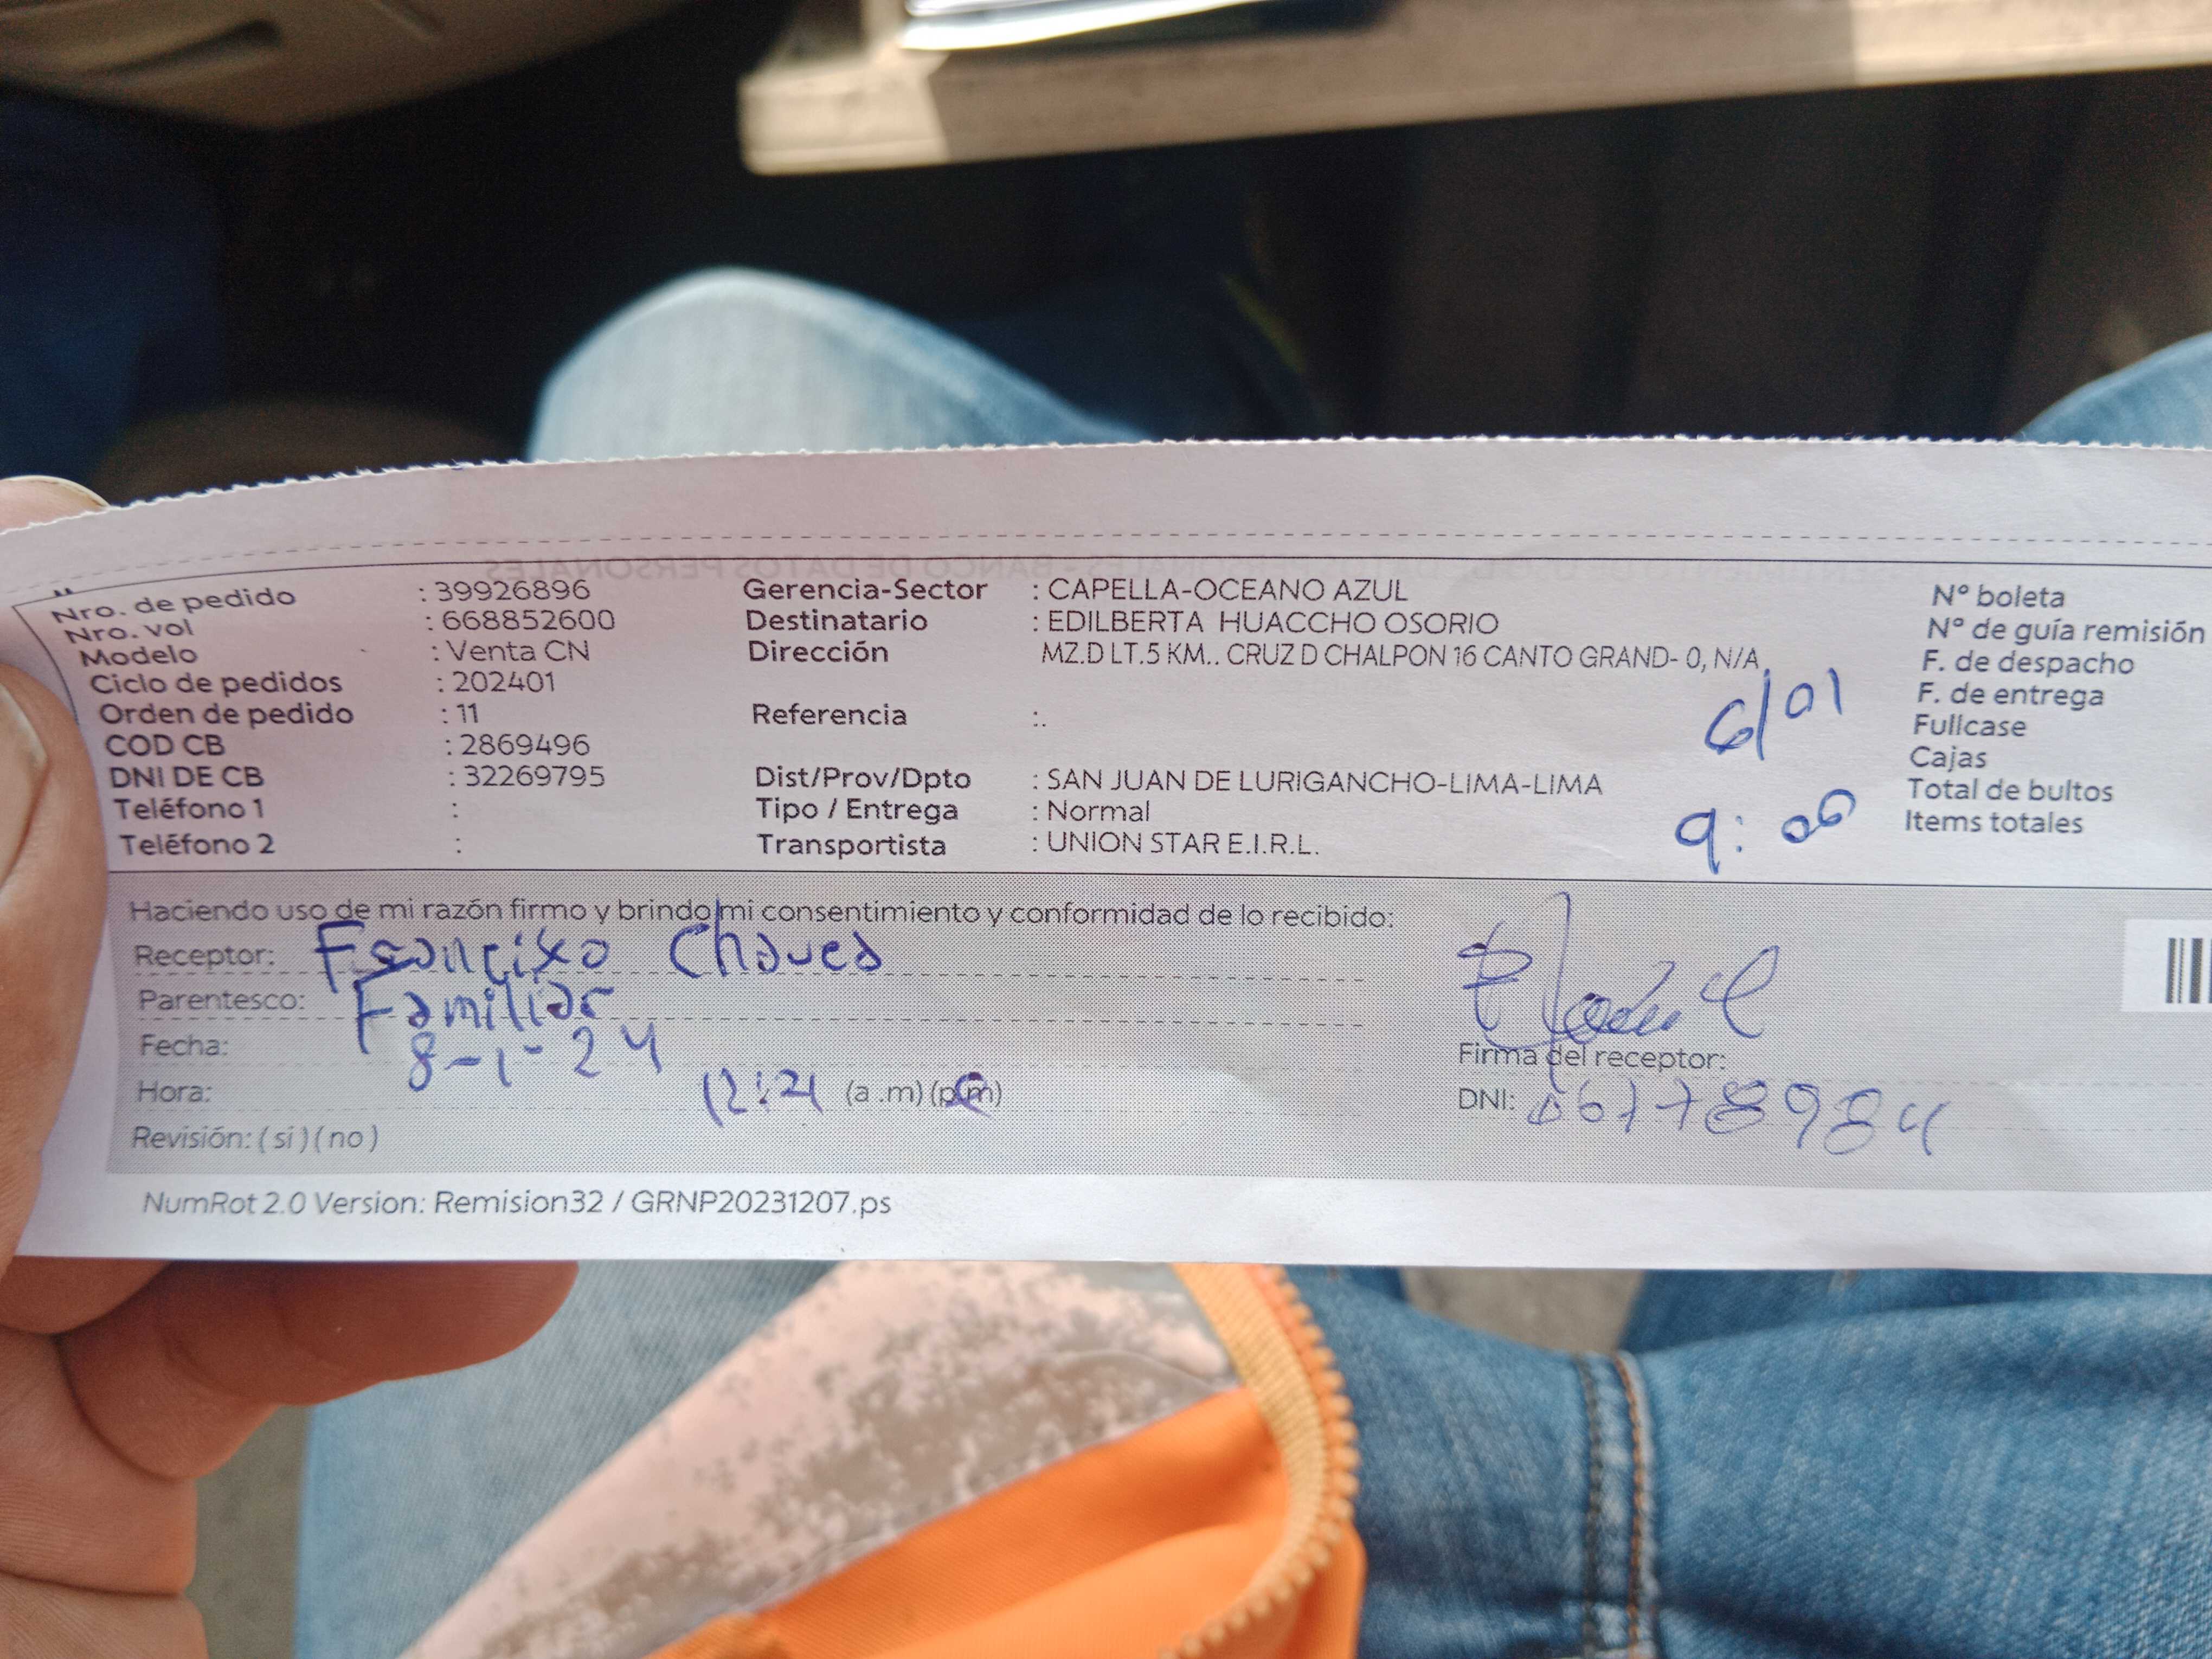 Nro. de pedido : 39926896 Gerencia-Sector : CAPELLA-OCEANO AZUL Nº boleta
Nro. vol : 668852600 Destinatario : EDILBERTA HUACCHO OSORIO Nº de guía remisión
Modelo : Venta CN Dirección MZ.D LT.5 KM.. CRUZ D CHALPON 16 CANTO GRAND- 0, N/A, F. de despacho
Ciclo de pedidos : 202401 F. de entrega
Orden de pedido : 11 Referencia :. 6/01 Fullcase
COD CB : 2869496 Cajas
DNI DE CB : 32269795 Dist/Prov/Dpto : SAN JUAN DE LURIGANCHO-LIMA-LIMA Total de bultos
Teléfono 1 : Tipo / Entrega : Normal 9:00 Items totales
Teléfono 2 : Transportista : UNION STAR E.I.R.L.
Haciendo uso de mi razón firmo y brindo mi consentimiento y conformidad de lo recibido:
Receptor: Francisxo Chaves
Parentesco: Familiar
Fecha: 8-1-24 Firma del receptor:
Hora: 12:21 (a .m) (p.m) DNI:
Revisión: ( si ) ( no )
NumRot 2.0 Version: Remision32 / GRNP20231207.ps